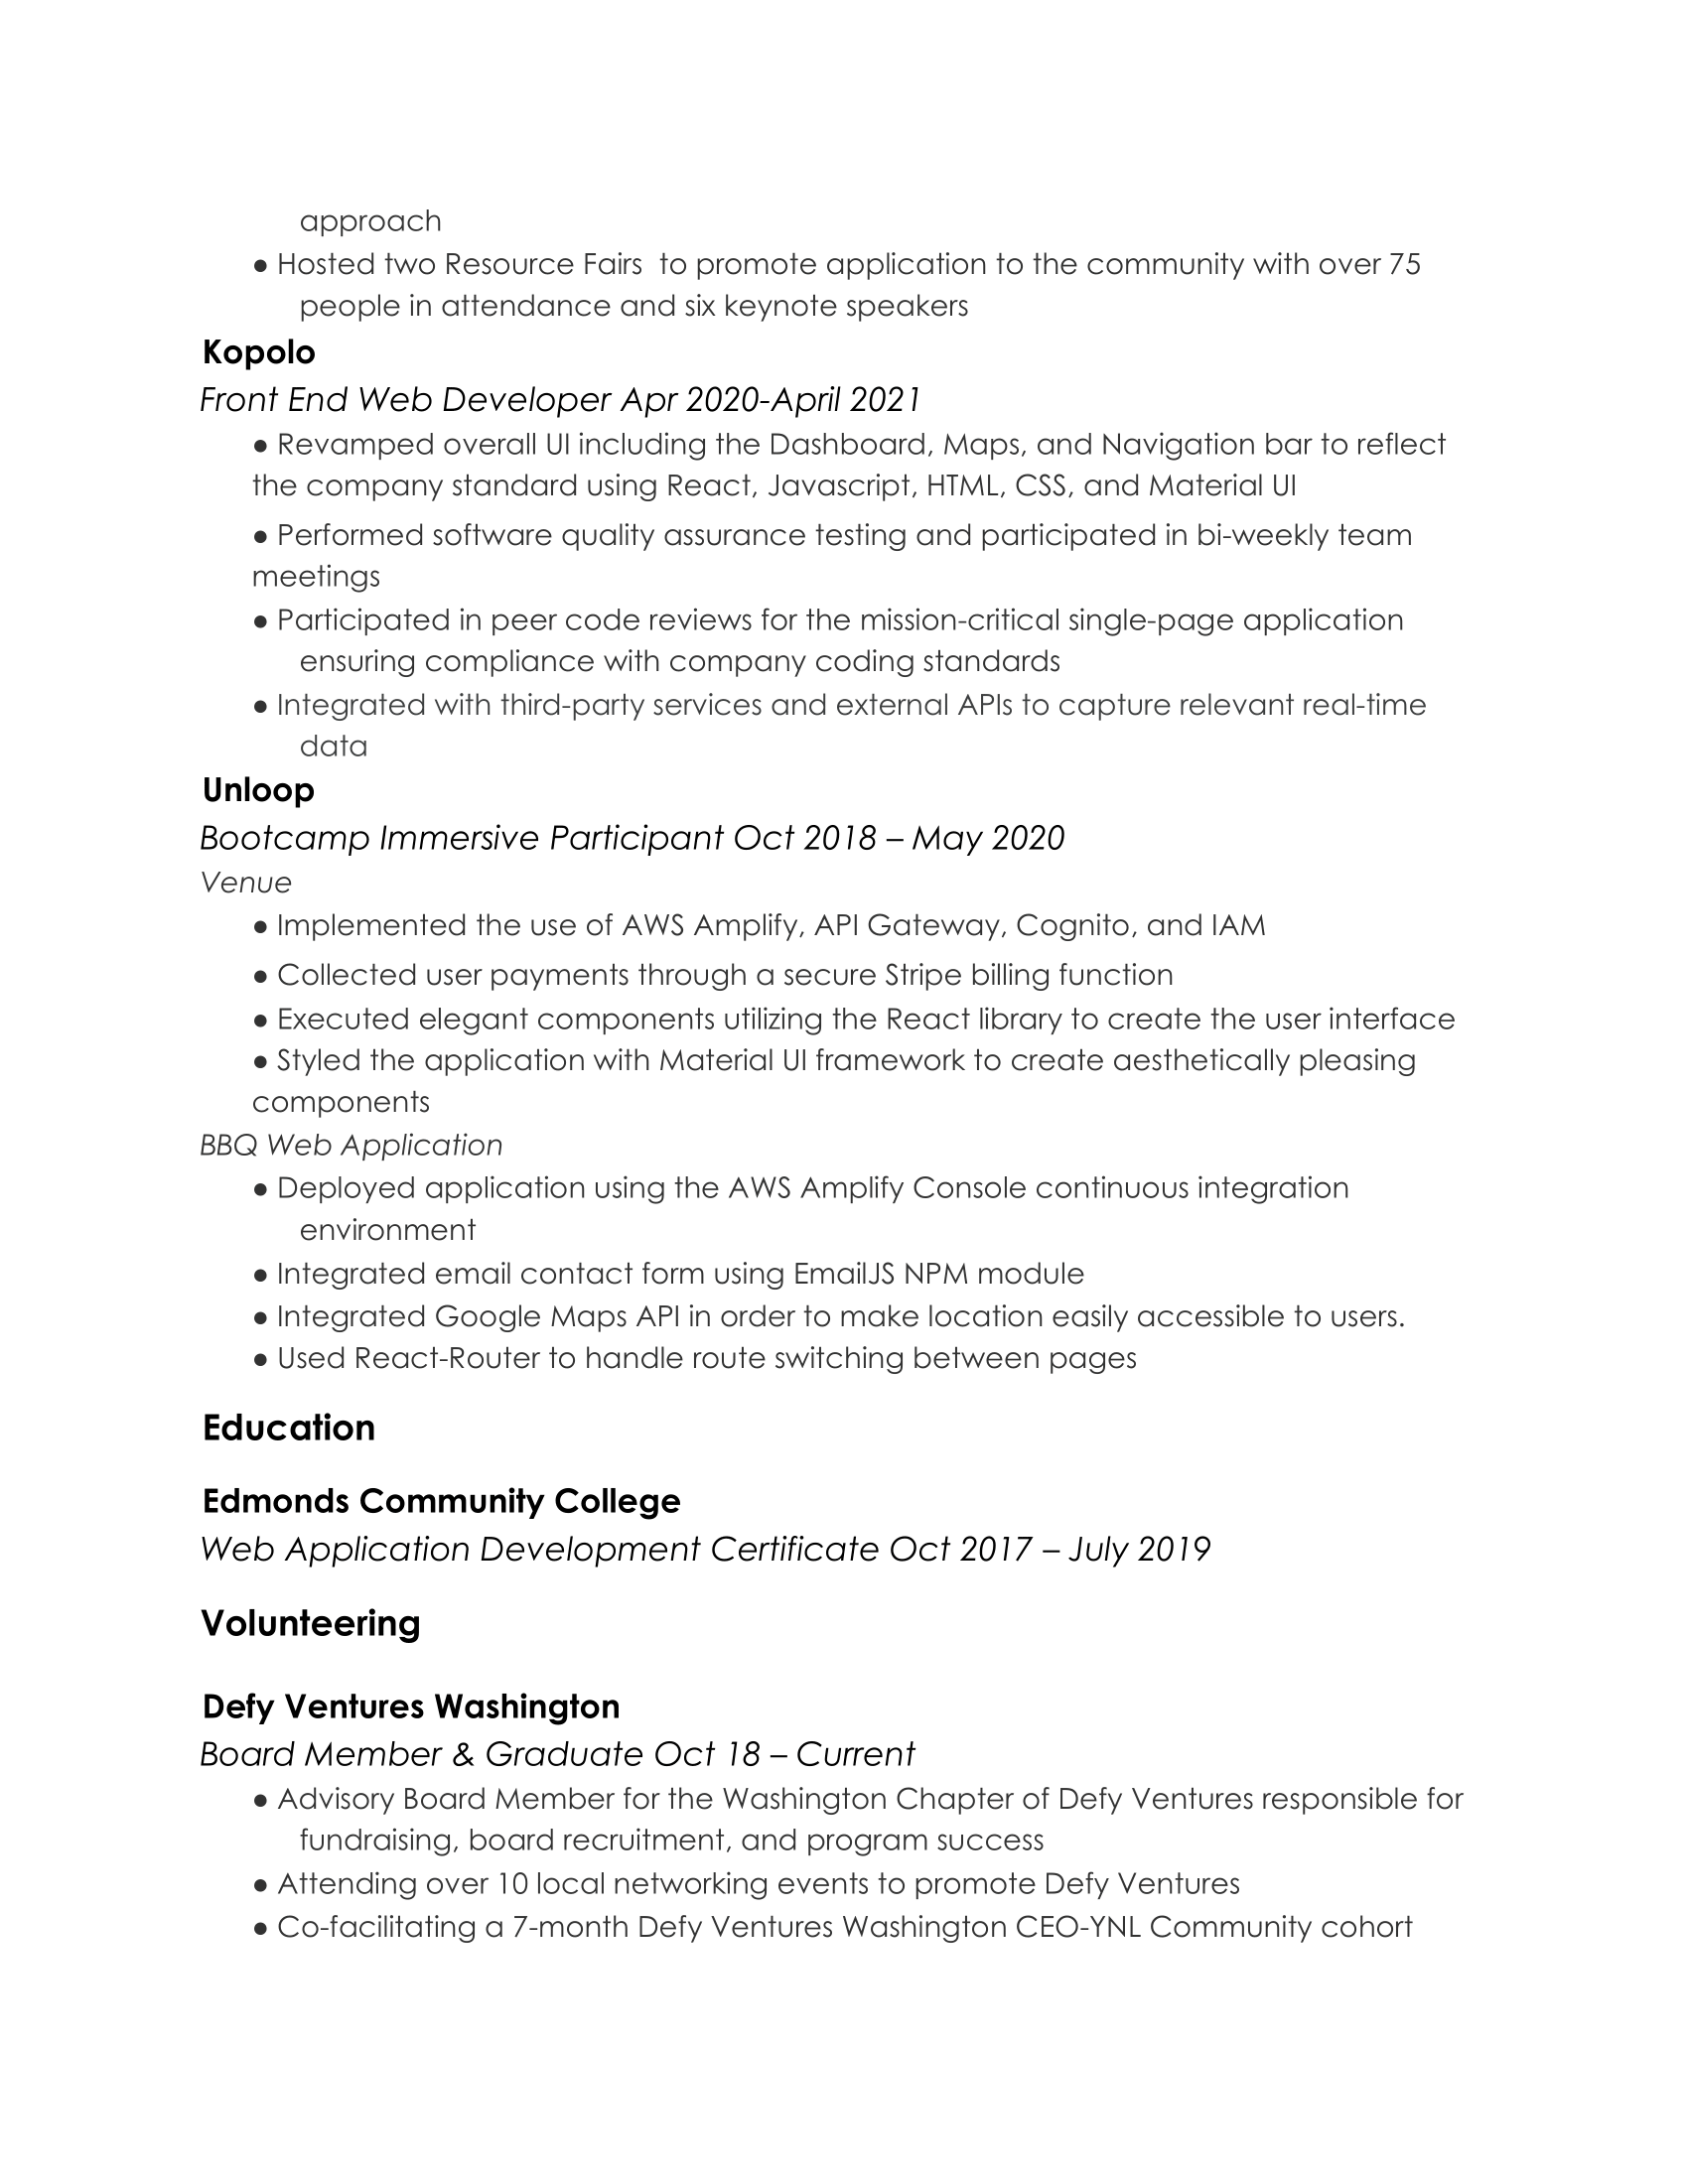 approach
● Hosted two Resource Fairs  to promote application to the community with over 75
people in attendance and six keynote speakers
Kopolo
Front End Web Developer Apr 2020-April 2021
● Revamped overall UI including the Dashboard, Maps, and Navigation bar to reflect
the company standard using React, Javascript, HTML, CSS, and Material UI
● Performed software quality assurance testing and participated in bi-weekly team
meetings
● Participated in peer code reviews for the mission-critical single-page application
ensuring compliance with company coding standards
● Integrated with third-party services and external APIs to capture relevant real-time
data
Unloop
Bootcamp Immersive Participant Oct 2018 – May 2020
Venue
● Implemented the use of AWS Amplify, API Gateway, Cognito, and IAM
● Collected user payments through a secure Stripe billing function
● Executed elegant components utilizing the React library to create the user interface
● Styled the application with Material UI framework to create aesthetically pleasing
components
BBQ Web Application
● Deployed application using the AWS Amplify Console continuous integration
environment
● Integrated email contact form using EmailJS NPM module
● Integrated Google Maps API in order to make location easily accessible to users.
● Used React-Router to handle route switching between pages
Education
Edmonds Community College
Web Application Development Certificate Oct 2017 – July 2019
Volunteering
Defy Ventures Washington
Board Member & Graduate Oct 18 – Current
● Advisory Board Member for the Washington Chapter of Defy Ventures responsible for
fundraising, board recruitment, and program success
● Attending over 10 local networking events to promote Defy Ventures
● Co-facilitating a 7-month Defy Ventures Washington CEO-YNL Community cohort